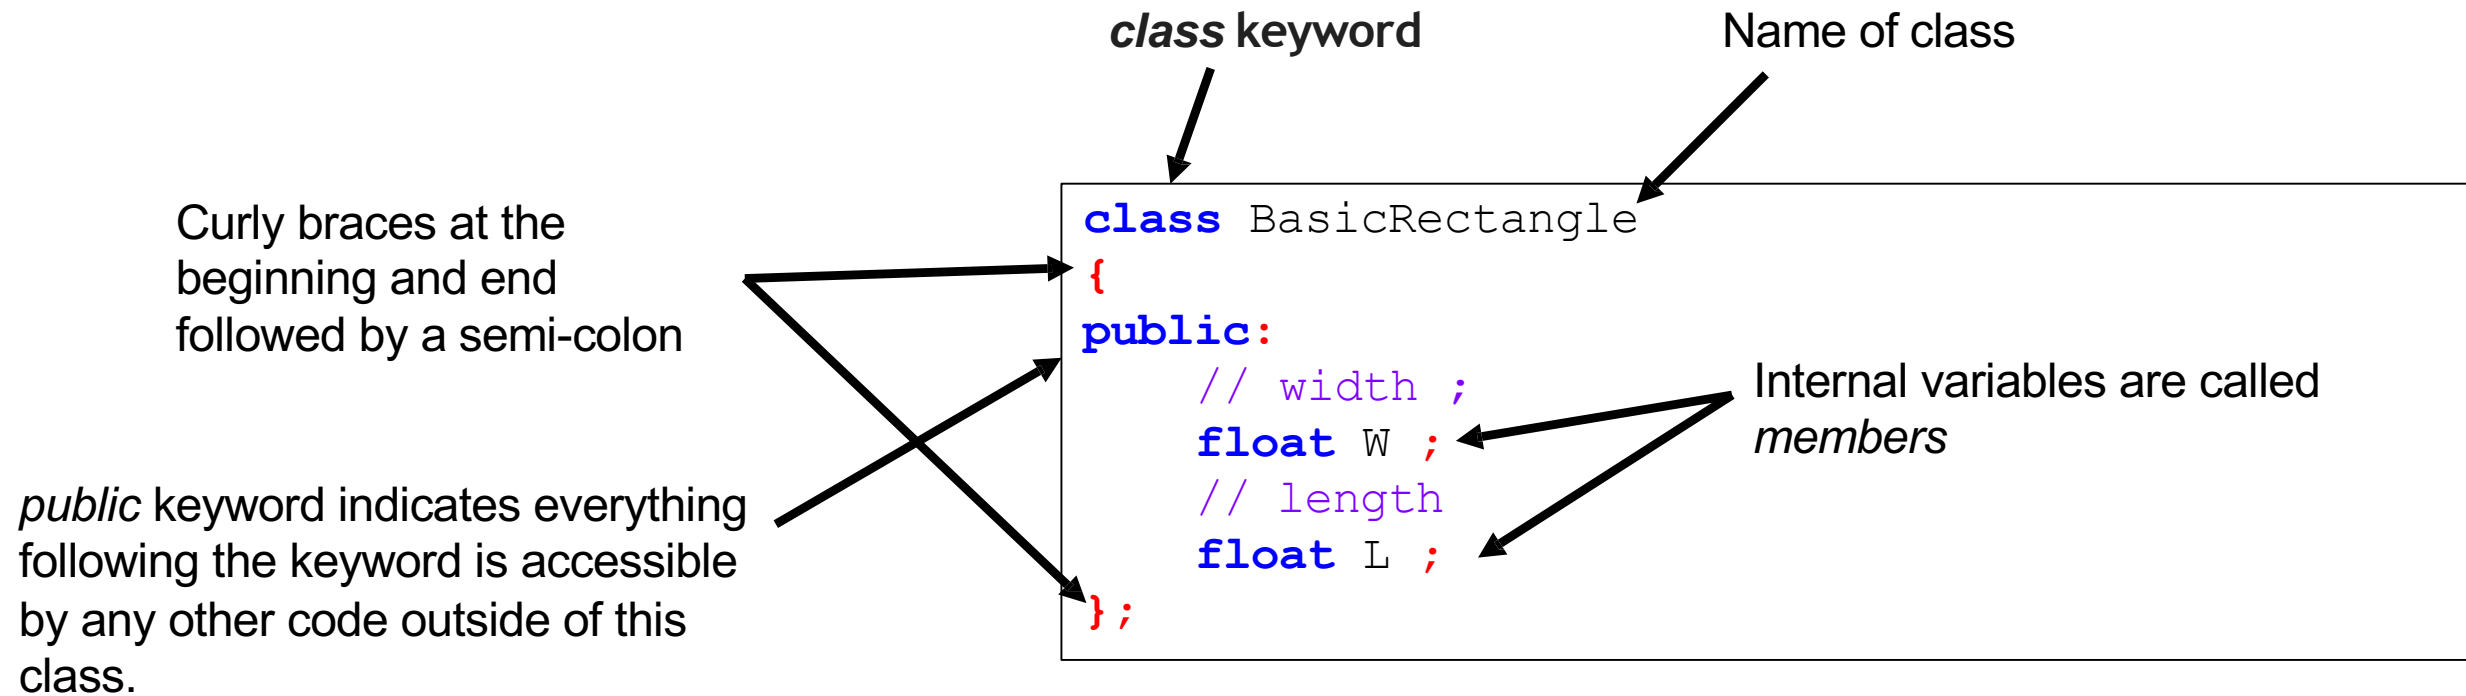 class keyword
Name of class
Curly braces at the
beginning and end
followed by a semi-colon
public keyword indicates everything
following the keyword is accessible
by any other code outside of this
class.
class BasicRectangle
{
public:
// width ;
float W ;
// length
float L ;
};
Internal variables are called
members